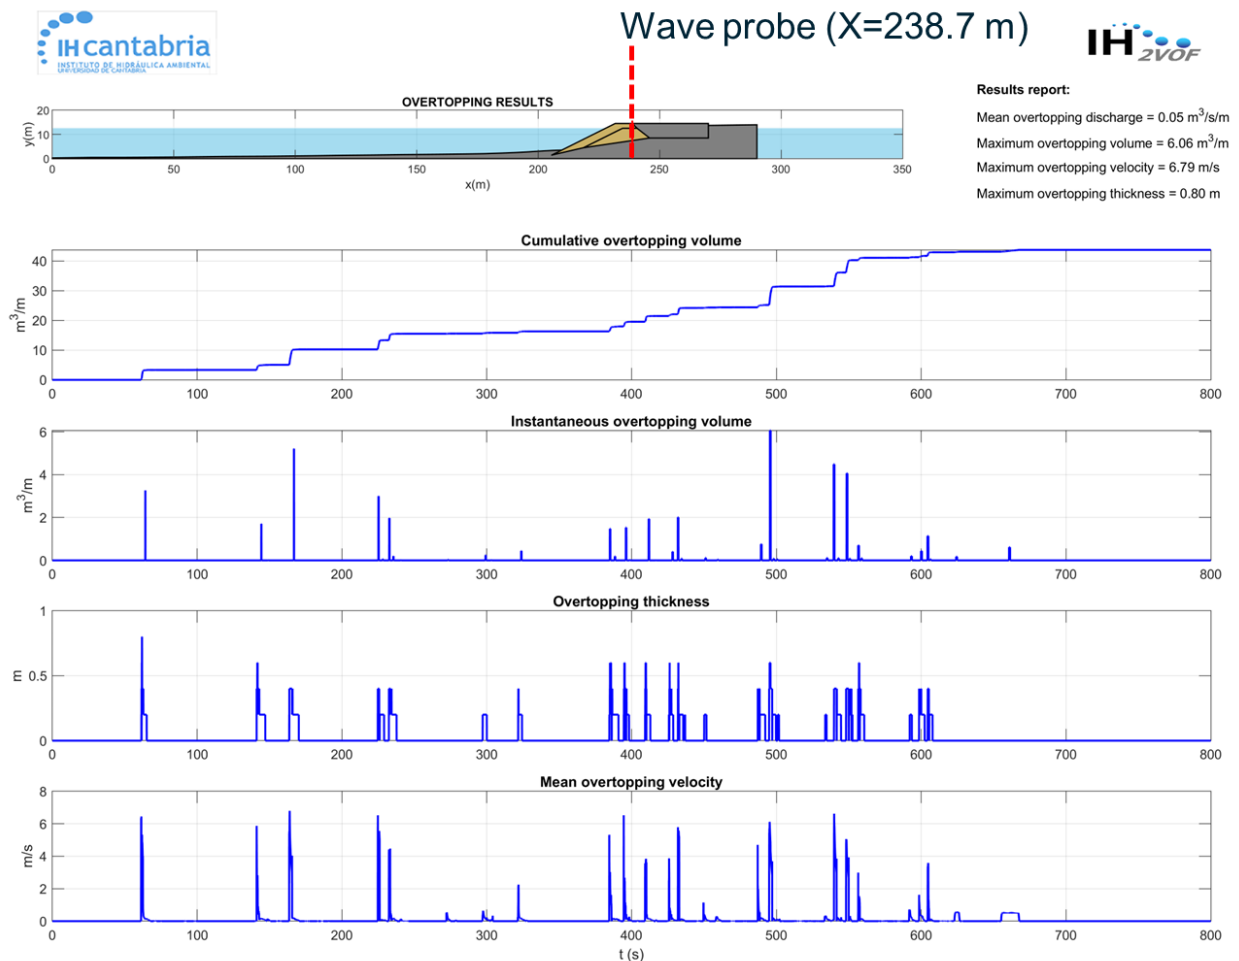 Wave probe (X=238.7 m)
IHcantabria
INSTITUTO DE HIDRÁULICA AMBIENTAL
UNIVERSIDAD DE CANTABRIA
IH
2VOF
Results report:
Mean overtopping discharge = 0.05 m³/s/m
Maximum overtopping volume = 6.06 m³/m
Maximum overtopping velocity = 6.79 m/s
Maximum overtopping thickness = 0.80 m
OVERTOPPING RESULTS
y(m)
20
10
0
0 50 100 150 200 250 300 350
x(m)
Cumulative overtopping volume
m³/m
40
30
20
10
0
0 100 200 300 400 500 600 700 800
Instantaneous overtopping volume
m³/m
6
4
2
0
0 100 200 300 400 500 600 700 800
Overtopping thickness
m
1
0.5
0
0 100 200 300 400 500 600 700 800
Mean overtopping velocity
m/s
8
6
4
2
0
0 100 200 300 400 500 600 700 800
t (s)